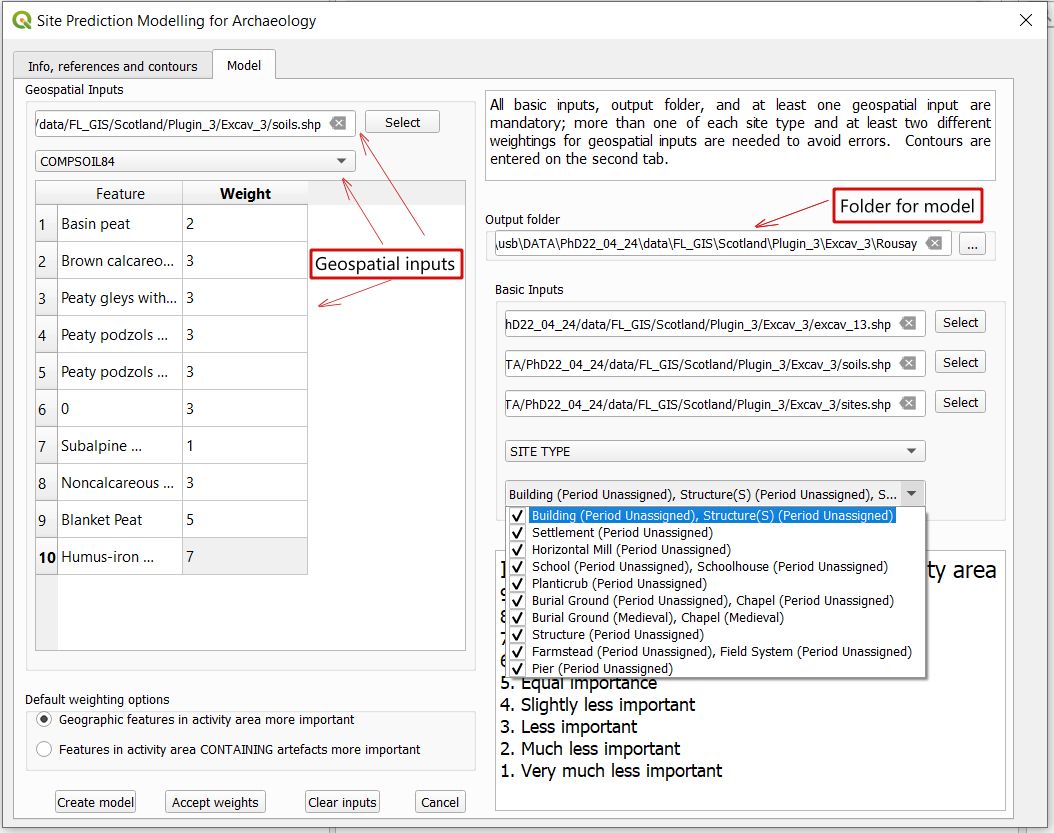 Site Prediction Modelling for Archaeology
Info, references and contours
Model
Geospatial Inputs
/data/FL_GIS/Scotland/Plugin_3/Excav_3/soils.shp
Select
COMPSOIL84
Feature Weight
1 Basin peat 2
2 Brown calcareo... 3
3 Peaty gleys with... 3
4 Peaty podzols ... 3
5 Peaty podzols ... 3
6 0 3
7 Subalpine ... 1
8 Noncalcareous ... 3
9 Blanket Peat 5
10 Humus-iron ... 7
Geospatial inputs
Default weighting options
Geographic features in activity area more important
Features in activity area CONTAINING artefacts more important
Create model
Accept weights
Clear inputs
Cancel
All basic inputs, output folder, and at least one geospatial input are
mandatory; more than one of each site type and at least two different
weightings for geospatial inputs are needed to avoid errors. Contours are
entered on the second tab.
Folder for model
Output folder
usb\DATA\PhD22_04_24\data\FL_GIS\Scotland\Plugin_3\Excav_3\Rousay
...
Basic Inputs
hD22_04_24/data/FL_GIS/Scotland/Plugin_3/Excav_3/excav_13.shp
Select
TA/PhD22_04_24/data/FL_GIS/Scotland/Plugin_3/Excav_3/soils.shp
Select
TA/PhD22_04_24/data/FL_GIS/Scotland/Plugin_3/Excav_3/sites.shp
Select
SITE TYPE
Building (Period Unassigned), Structure(S) (Period Unassigned), S...
Building (Period Unassigned), Structure(S) (Period Unassigned)
Settlement (Period Unassigned)
Horizontal Mill (Period Unassigned)
School (Period Unassigned), Schoolhouse (Period Unassigned)
Planticrub (Period Unassigned)
Burial Ground (Period Unassigned), Chapel (Period Unassigned)
Burial Ground (Medieval), Chapel (Medieval)
Structure (Period Unassigned)
Farmstead (Period Unassigned), Field System (Period Unassigned)
Pier (Period Unassigned)
ty area
5. Equal importance
4. Slightly less important
3. Less important
2. Much less important
1. Very much less important